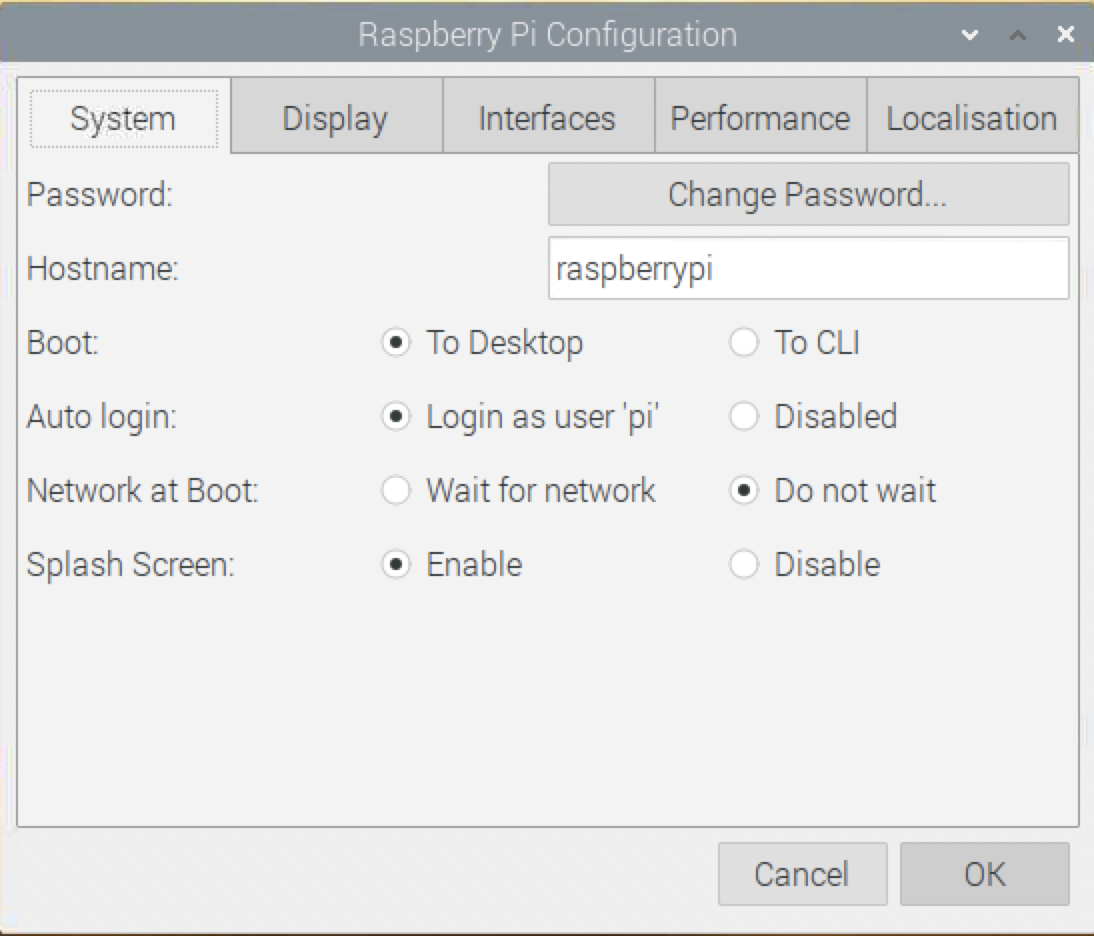 Raspberry Pi Configuration
System Display Interfaces Performance Localisation
Password: Change Password...
Hostname: raspberrypi
Boot: To Desktop To CLI
Auto login: Login as user 'pi' Disabled
Network at Boot: Wait for network Do not wait
Splash Screen: Enable Disable
Cancel OK